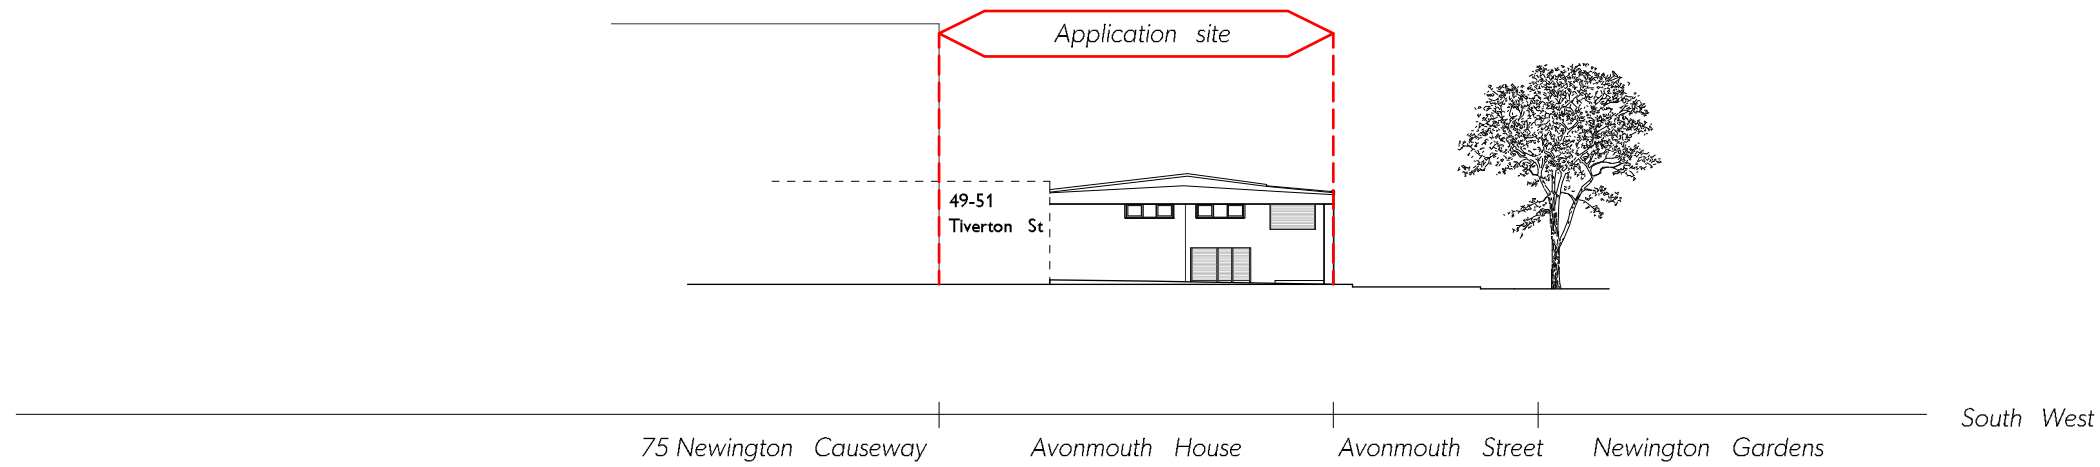 Application site
49-51
Tiverton St
South West
75 Newington Causeway Avonmouth House Avonmouth Street Newington Gardens